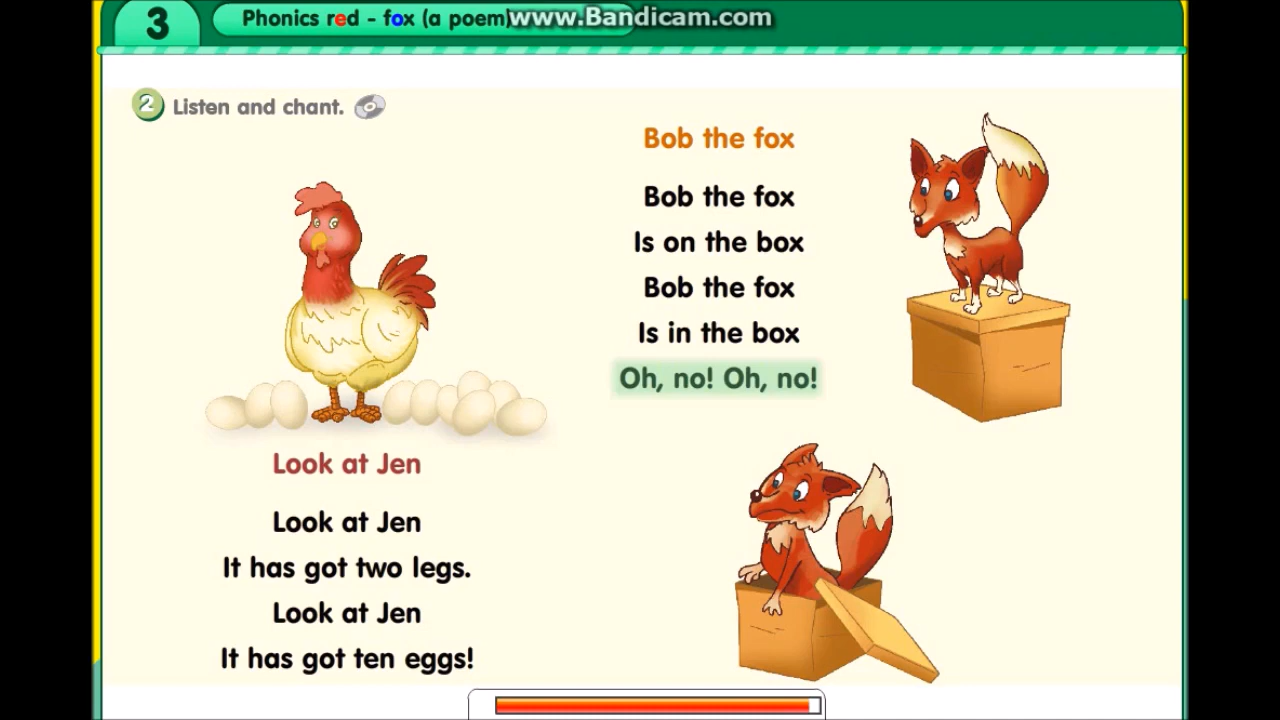 3
Phonics red - fox (a poem)
www.Bandicam.com
2 Listen and chant.
Look at Jen
Look at Jen
It has got two legs.
Look at Jen
It has got ten eggs!
Bob the fox
Bob the fox
Is on the box
Bob the fox
Is in the box
Oh, no! Oh, no!